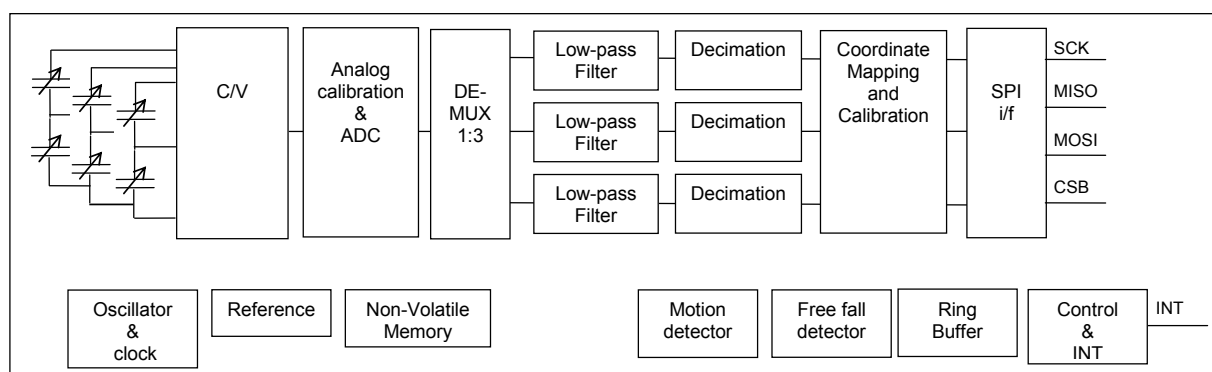 C/V
Analog
calibration
&
ADC
DE-
MUX
1:3
Low-pass
Filter
Decimation
Low-pass
Filter
Decimation
Low-pass
Filter
Decimation
Coordinate
Mapping
and
Calibration
SPI
i/f
SCK
MISO
MOSI
CSB
Oscillator
&
clock
Reference
Non-Volatile
Memory
Motion
detector
Free fall
detector
Ring
Buffer
Control
&
INT
INT